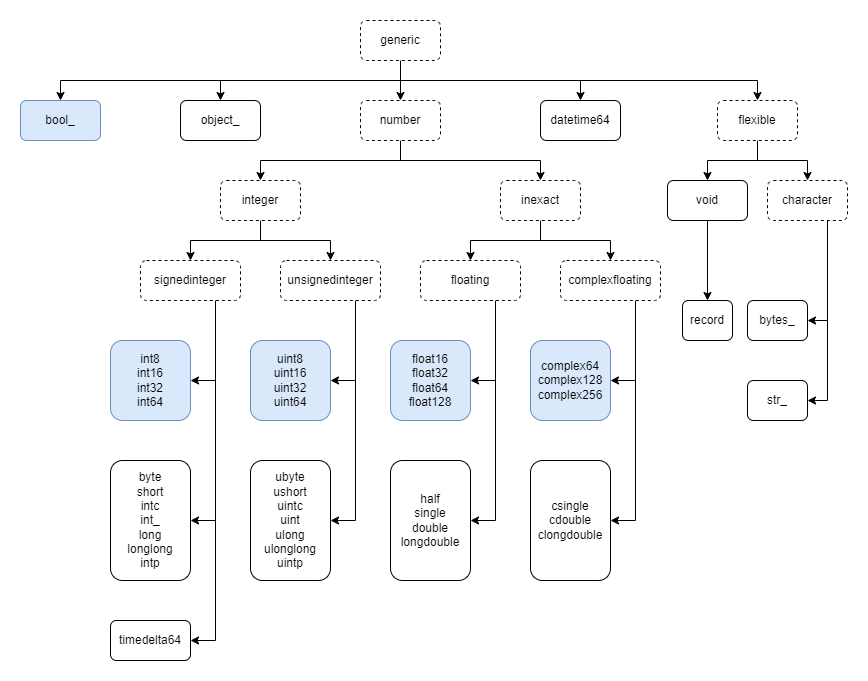 generic
bool_
object_
number
datetime64
flexible
integer
inexact
void
character
signedinteger
unsignedinteger
floating
complexfloating
record
bytes_
str_
int8
int16
int32
int64
uint8
uint16
uint32
uint64
float16
float32
float64
float128
complex64
complex128
complex256
byte
short
intc
int_
long
longlong
intp
ubyte
ushort
uintc
uint
ulong
ulonglong
uintp
half
single
double
longdouble
csingle
cdouble
clongdouble
timedelta64